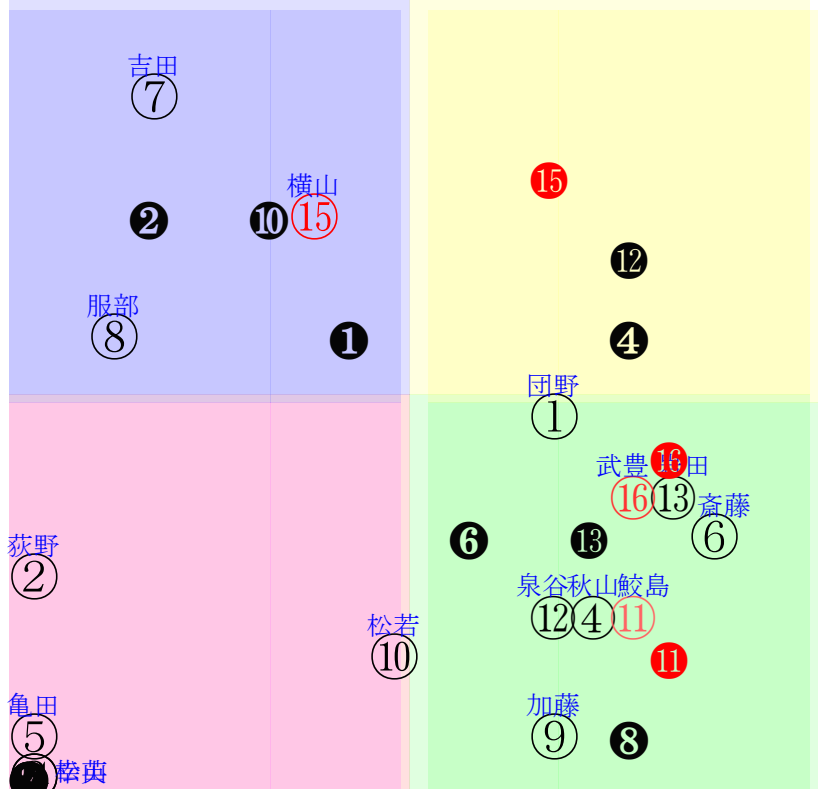 吉田
⑦
横山
⑮
⓯
❷
❿
⓬
服部
⑧
❶
❹
団野
①
武豊
田
⓰
⑯
⑬
斎藤
⑥
❻
⓭
荻野
②
泉谷
秋山
鮫島
⑫
④
⑪
松若
⑩
⓫
亀田
⑤
加藤
⑨
❽